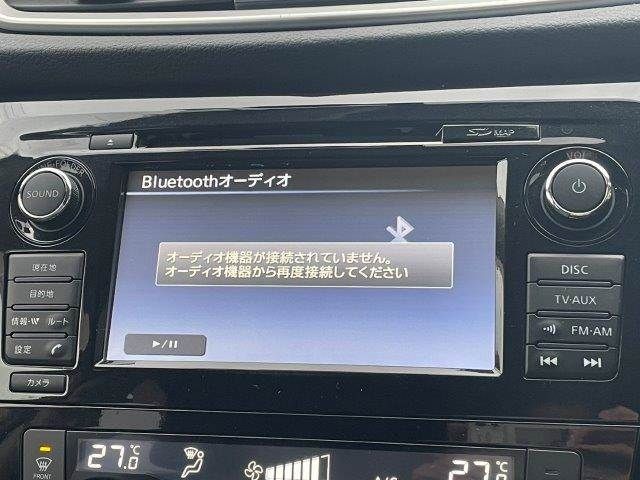 SD MAP
SOUND
VOL
Bluetoothオーディオ
オーディオ機器が接続されていません。
オーディオ機器から再度接続してください
現在地
目的地
情報・VI ルート
設定
カメラ
DISC
TV•AUX
FM•AM
FRONT
27.0 ℃
27.0 ℃
A/C